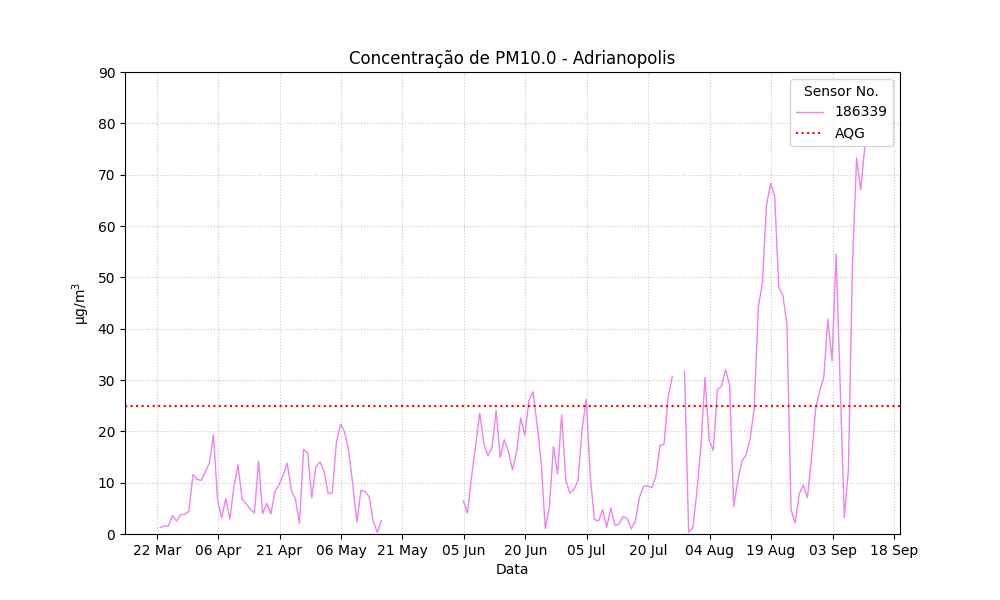 Concentração de PM10.0 - Adrianopolis
Sensor No.
186339
AQG
90
80
70
60
50
40
30
20
10
0
µg/m³
22 Mar 06 Apr 21 Apr 06 May 21 May 05 Jun 20 Jun 05 Jul 20 Jul 04 Aug 19 Aug 03 Sep 18 Sep
Data